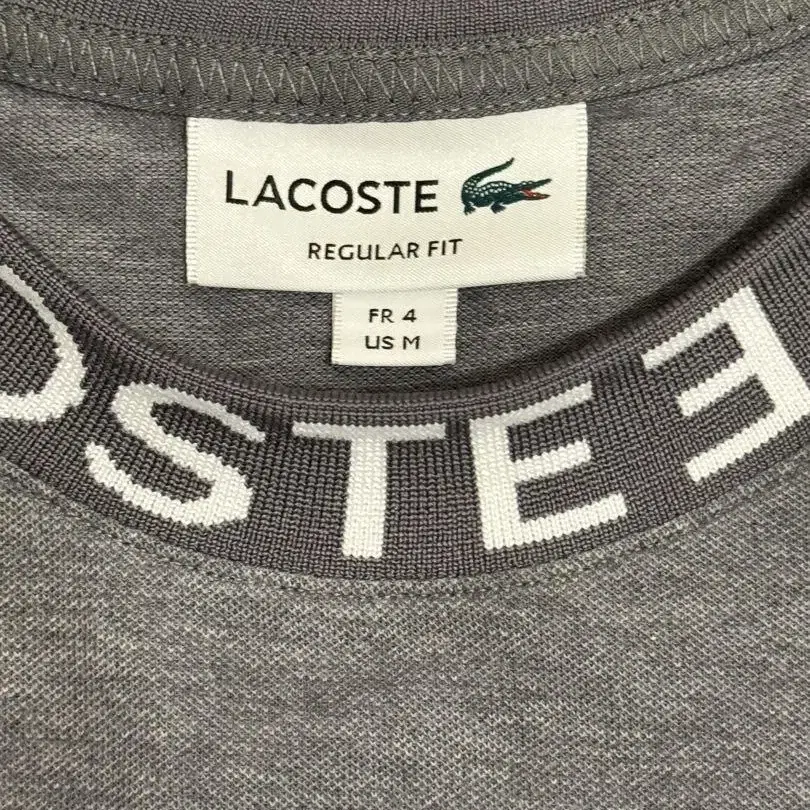 LACOSTE
REGULAR FIT
FR 4
US M
OSTE E